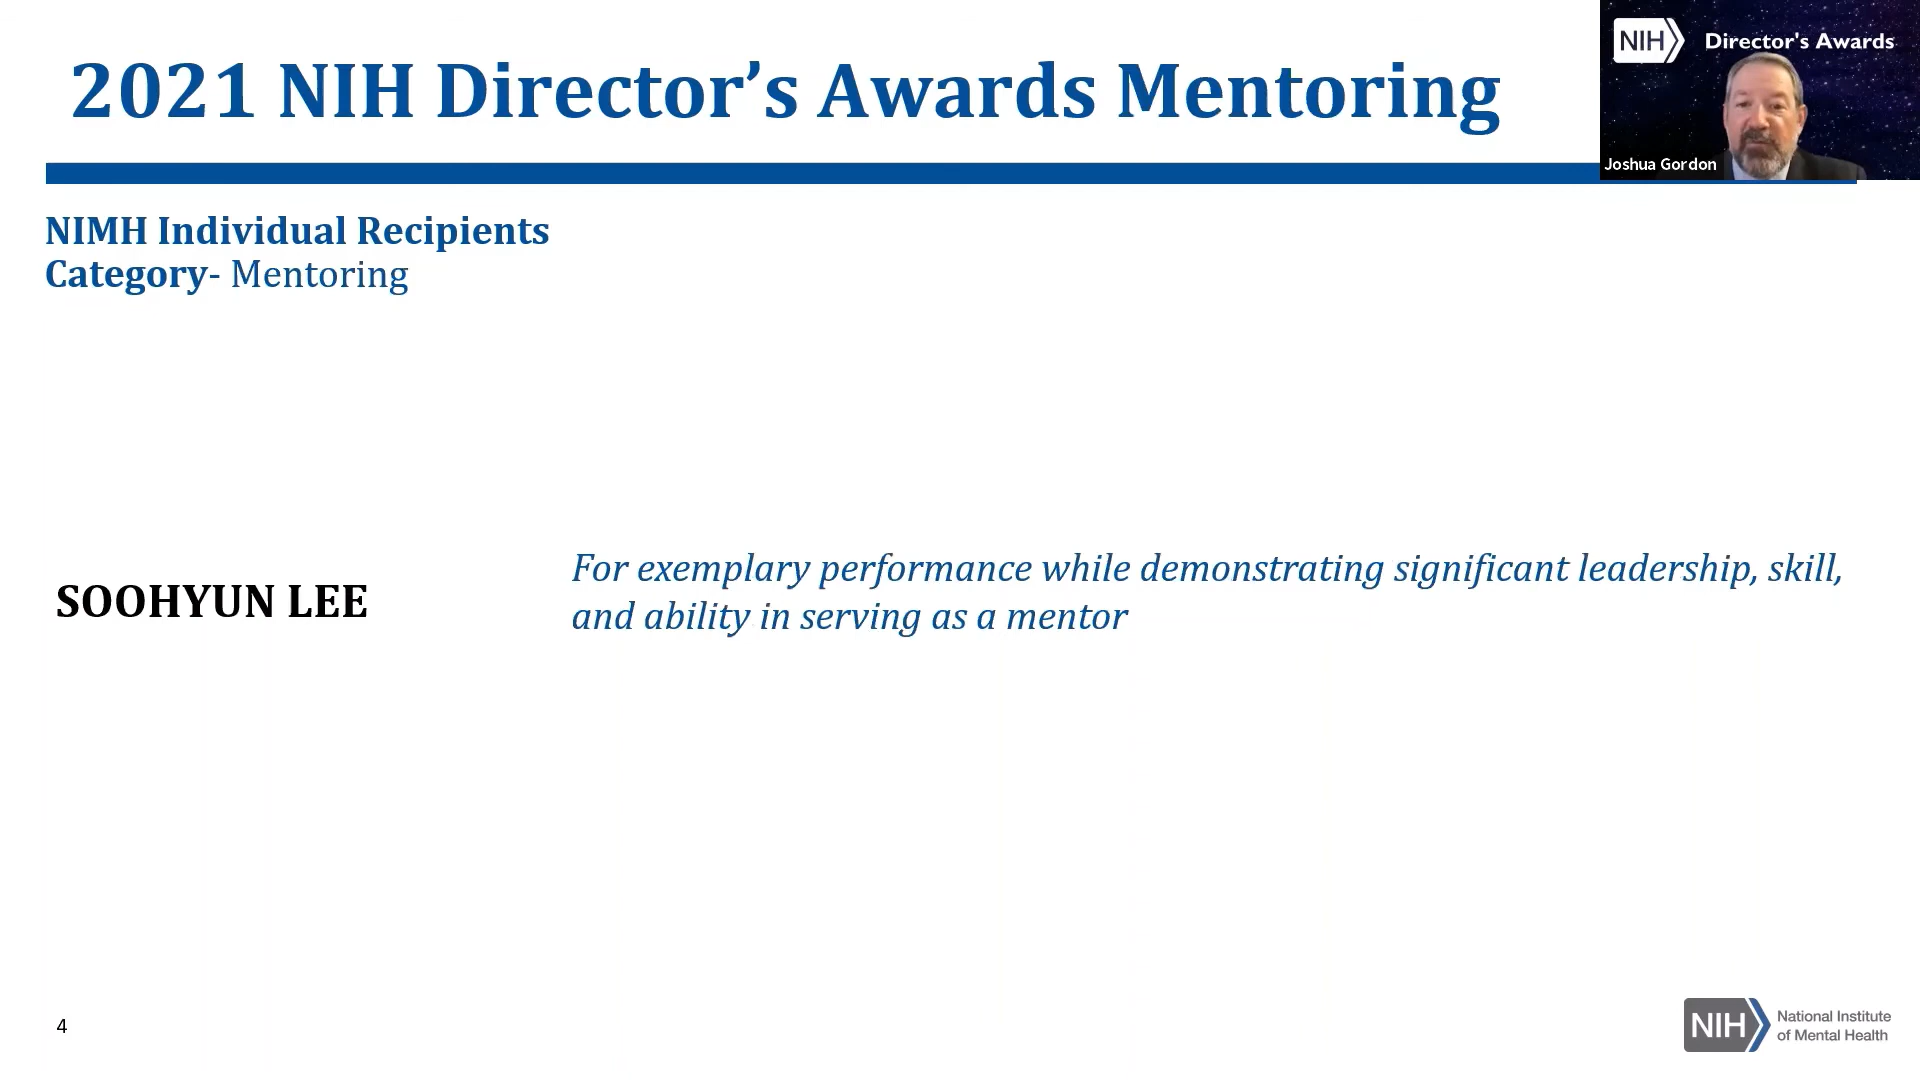 2021 NIH Director’s Awards Mentoring
NIH Director's Awards
Joshua Gordon
NIMH Individual Recipients
Category- Mentoring
SOOHYUN LEE
For exemplary performance while demonstrating significant leadership, skill,
and ability in serving as a mentor
4
NIH National Institute
of Mental Health